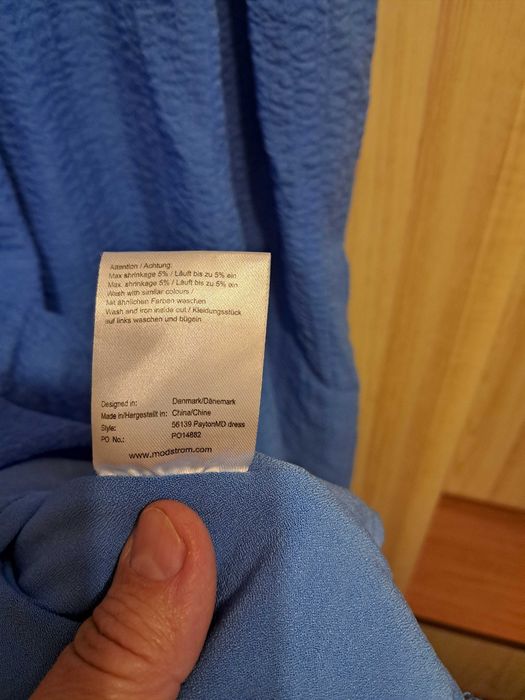 Attention / Achtung:
Max shrinkage 5% / Läuft bis zu 5% ein
Max. shrinkage 5% / Läuft bis zu 5% ein
Wash with similar colours /
Mit ähnlichen Farben waschen
Wash and iron inside out / Kleidungsstück
auf links waschen und bügeln
Designed in: Denmark/Dänemark
Made in/Hergestellt in: China/Chine
Style: 56139 PaytonMD dress
PO No.: PO14882
www.modstrom.com